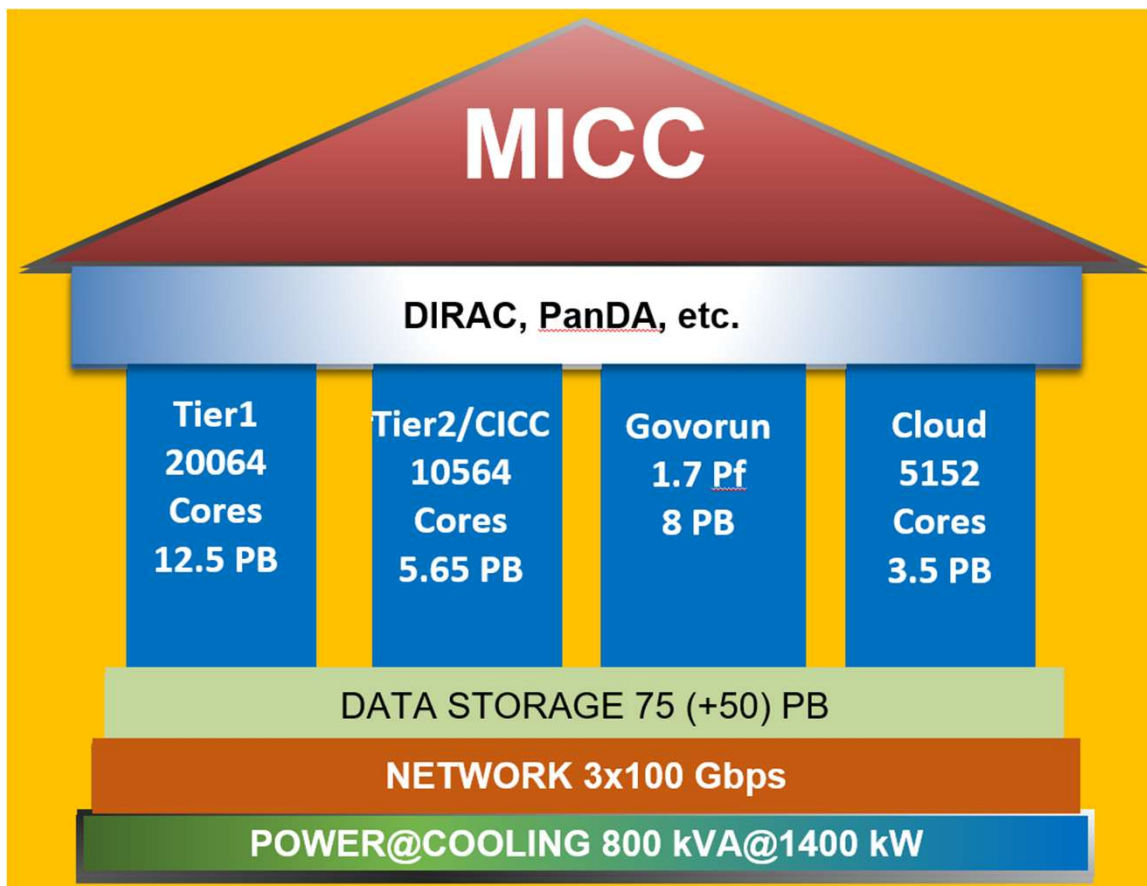 MICC
DIRAC, PanDA, etc.
Tier1
20064
Cores
12.5 PB
Tier2/CICC
10564
Cores
5.65 PB
Govorun
1.7 Pf
8 PB
Cloud
5152
Cores
3.5 PB
DATA STORAGE 75 (+50) PB
NETWORK 3x100 Gbps
POWER@COOLING 800 kVA@1400 kW